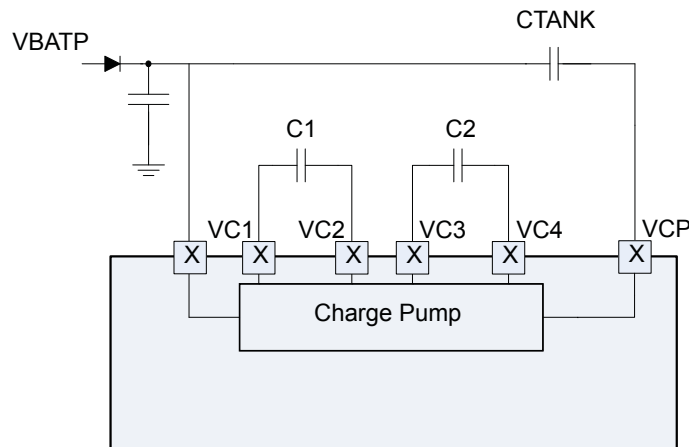 CTANK
VBATP
C1
C2
VC1
VC2
VC3
VC4
VCP
X
X
X
X
X
X
Charge Pump